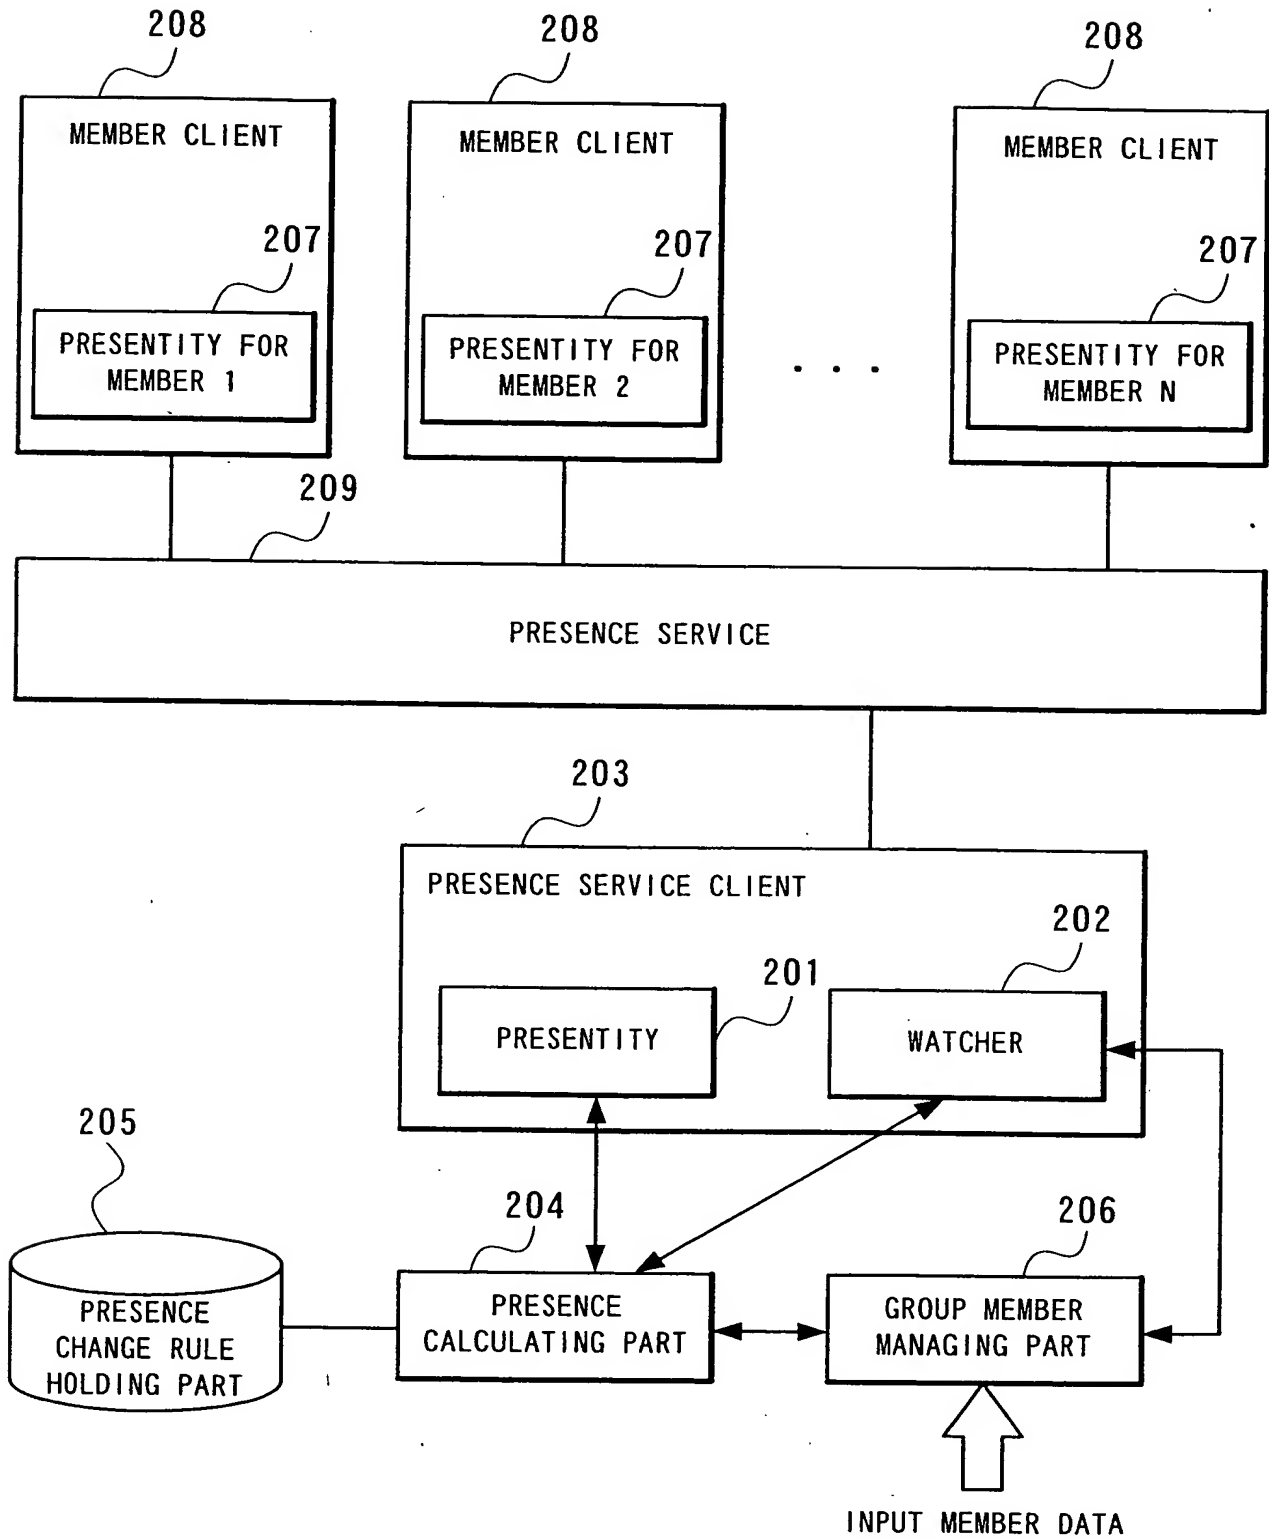 208
208
208
MEMBER CLIENT
MEMBER CLIENT
MEMBER CLIENT
207
207
207
PRESENTITY FOR
MEMBER 1
PRESENTITY FOR
MEMBER 2
. . .
PRESENTITY FOR
MEMBER N
209
PRESENCE SERVICE
203
PRESENCE SERVICE CLIENT
202
201
PRESENTITY
WATCHER
205
204
206
PRESENCE
CHANGE RULE
HOLDING PART
PRESENCE
CALCULATING PART
GROUP MEMBER
MANAGING PART
INPUT MEMBER DATA